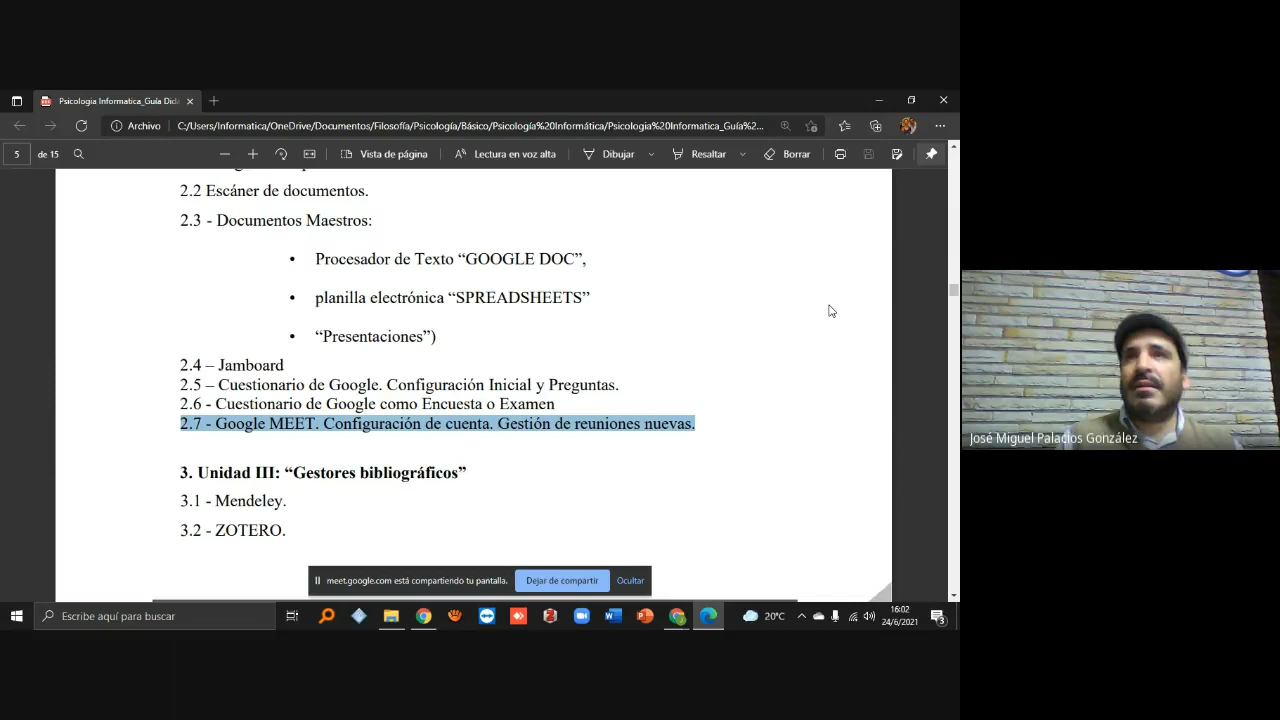 Psicologia Informatica_Guía Did
Archivo
C:/Users/Informatica/OneDrive/Documentos/Filosofía/Psicología/Básico/Psicología%20Informática/Psicologia%20Informatica_Guía%2...
5 de 15
Vista de página
Lectura en voz alta
Dibujar
Resaltar
Borrar
2.2 Escáner de documentos.
2.3 - Documentos Maestros:
• Procesador de Texto “GOOGLE DOC”,
• planilla electrónica “SPREADSHEETS”
• “Presentaciones”)
2.4 – Jamboard
2.5 – Cuestionario de Google. Configuración Inicial y Preguntas.
2.6 - Cuestionario de Google como Encuesta o Examen
2.7 - Google MEET. Configuración de cuenta. Gestión de reuniones nuevas.
3. Unidad III: “Gestores bibliográficos”
3.1 - Mendeley.
3.2 - ZOTERO.
meet.google.com está compartiendo tu pantalla.
Dejar de compartir
Ocultar
Escribe aquí para buscar
20°C
16:02
24/6/2021
3
José Miguel Palacios González